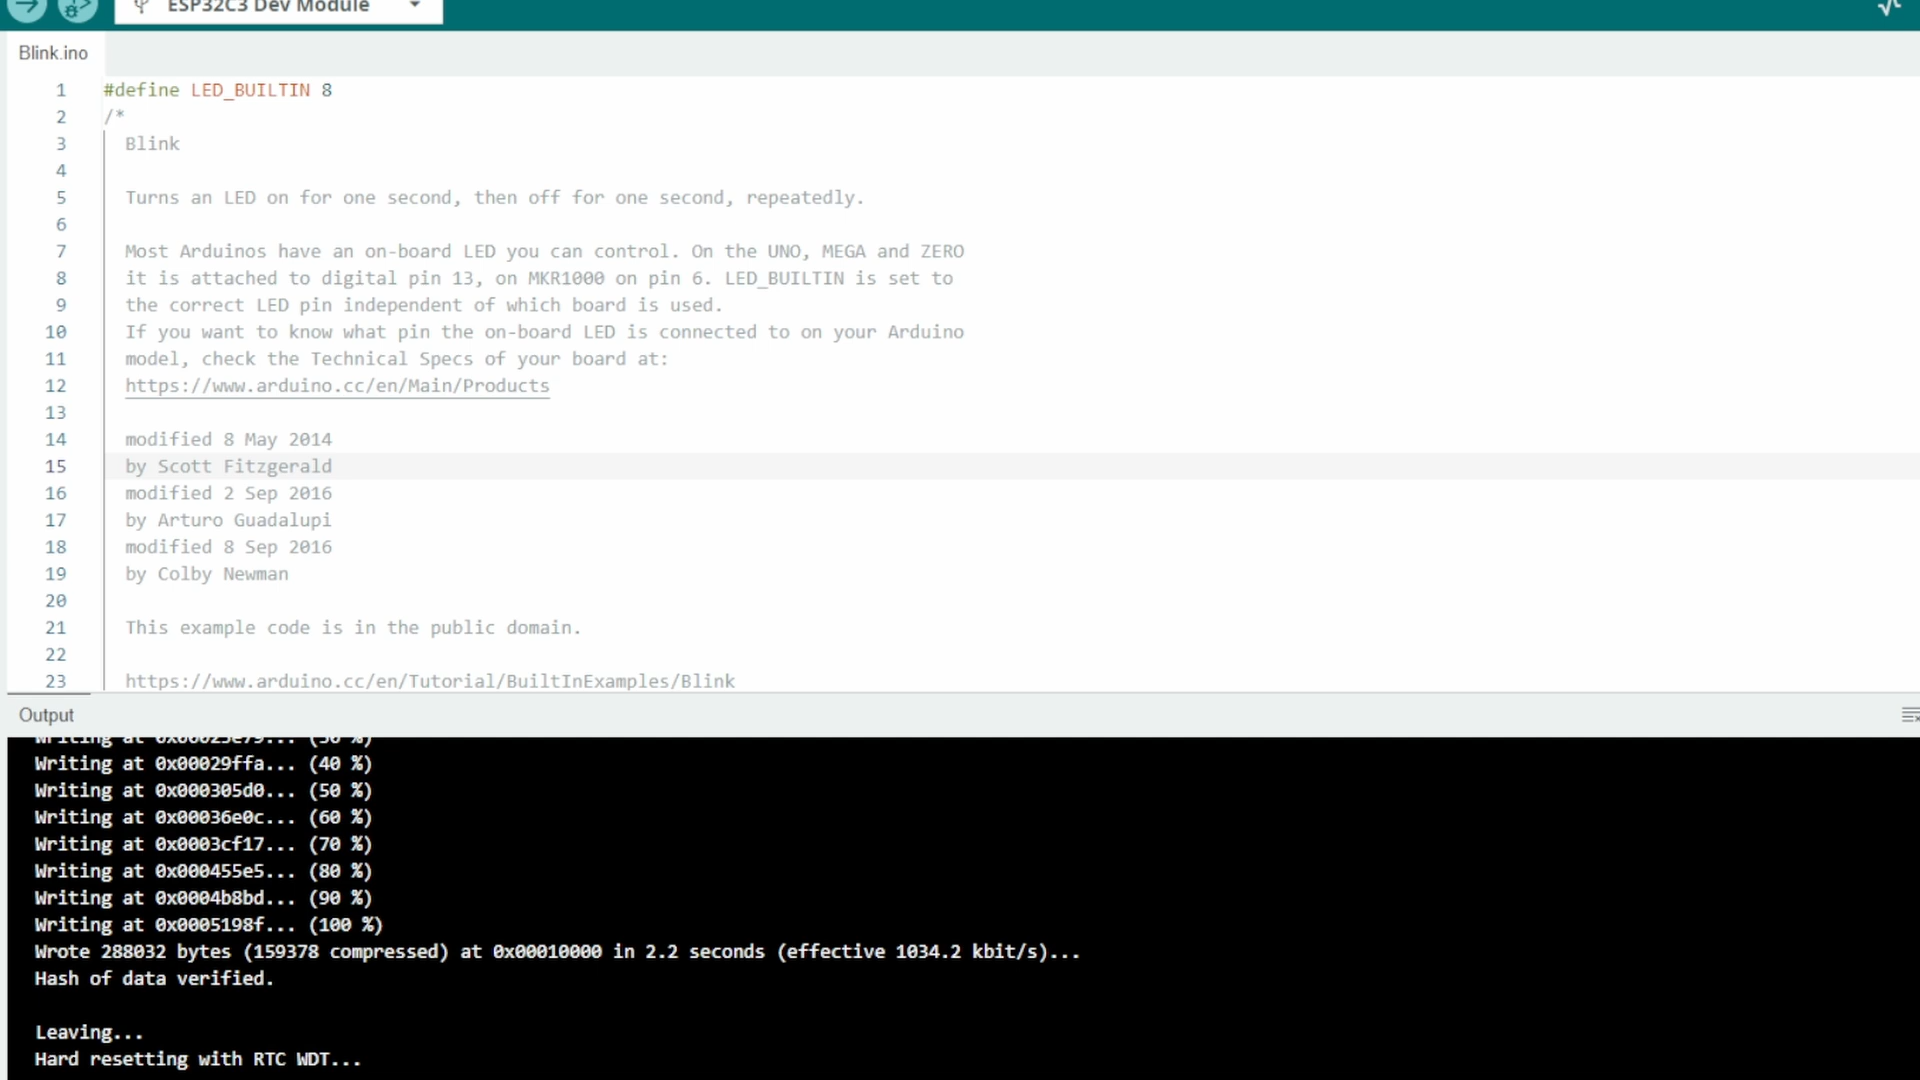 ESP32C3 Dev Module
Blink.ino
1 #define LED_BUILTIN 8
2 /*
3 Blink
4
5 Turns an LED on for one second, then off for one second, repeatedly.
6
7 Most Arduinos have an on-board LED you can control. On the UNO, MEGA and ZERO
8 it is attached to digital pin 13, on MKR1000 on pin 6. LED_BUILTIN is set to
9 the correct LED pin independent of which board is used.
10 If you want to know what pin the on-board LED is connected to on your Arduino
11 model, check the Technical Specs of your board at:
12 https://www.arduino.cc/en/Main/Products
13
14 modified 8 May 2014
15 by Scott Fitzgerald
16 modified 2 Sep 2016
17 by Arturo Guadalupi
18 modified 8 Sep 2016
19 by Colby Newman
20
21 This example code is in the public domain.
22
23 https://www.arduino.cc/en/Tutorial/BuiltInExamples/Blink
Output
Writing at
Writing at 0x00029ffa... (40 %)
Writing at 0x000305d0... (50 %)
Writing at 0x00036e0c... (60 %)
Writing at 0x0003cf17... (70 %)
Writing at 0x000455e5... (80 %)
Writing at 0x0004b8bd... (90 %)
Writing at 0x0005198f... (100 %)
Wrote 288032 bytes (159378 compressed) at 0x00010000 in 2.2 seconds (effective 1034.2 kbit/s)...
Hash of data verified.
Leaving...
Hard resetting with RTC WDT...